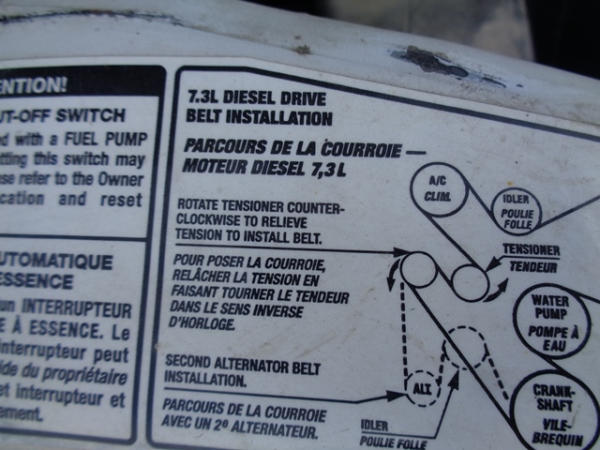 NTION!
UT-OFF SWITCH
d with a FUEL PUMP
tting this switch may
se refer to the Owner
cation and reset
UTOMATIQUE
ESSENCE
un INTERRUPTEUR
E À ESSENCE. Le
interrupteur peut
ide du propriétaire
et interrupteur et
ement.
7.3L DIESEL DRIVE
BELT INSTALLATION
PARCOURS DE LA COURROIE —
MOTEUR DIESEL 7,3 L
ROTATE TENSIONER COUNTER-
CLOCKWISE TO RELIEVE
TENSION TO INSTALL BELT.
POUR POSER LA COURROIE,
RELÂCHER LA TENSION EN
FAISANT TOURNER LE TENDEUR
DANS LE SENS INVERSE
D'HORLOGE.
SECOND ALTERNATOR BELT
INSTALLATION.
PARCOURS DE LA COURROIE
AVEC UN 2º ALTERNATEUR.
A/C
CLIM.
IDLER
POULIE
FOLLE
TENSIONER
TENDEUR
WATER
PUMP
POMPE À
EAU
ALT.
IDLER
POULIE FOLLE
CRANK-
SHAFT
VILE-
BREQUIN